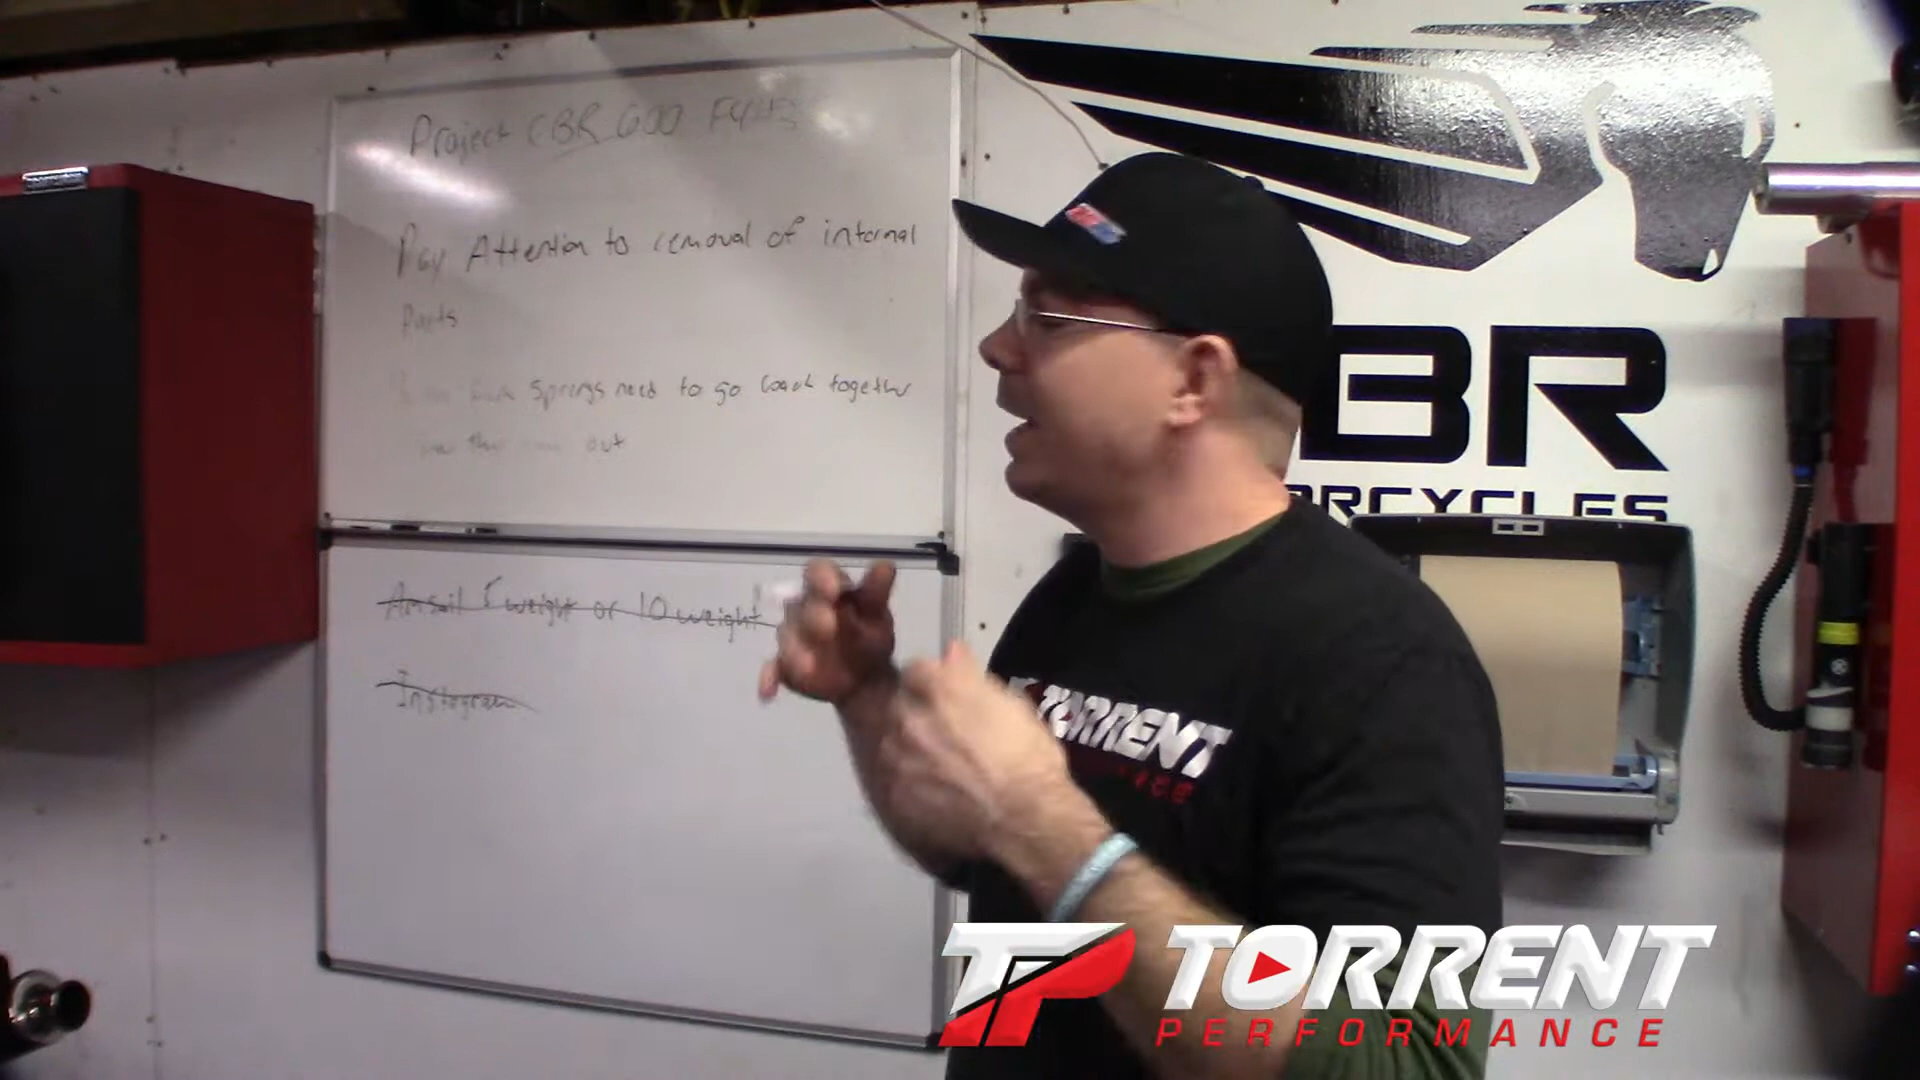 Project CBR 600
Pay Attention to removal of internal
Parts
Springs need to go back together
out
Amsoil 5 weight or 10 weight
Instagram
BR
ORCYCLES
TORRENT
TP TORRENT
PERFORMANCE